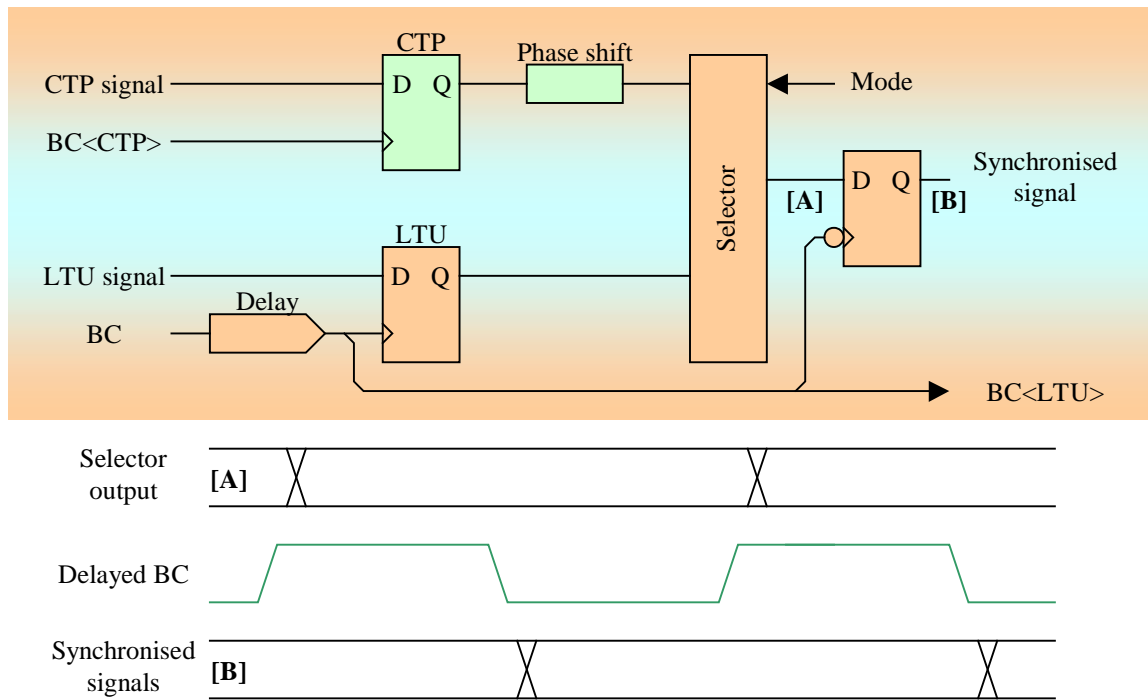 CTP
Phase shift
CTP signal
D Q
Mode
BC<CTP>
Selector
Synchronised
signal
D Q
[A]
[B]
LTU
LTU signal
D Q
Delay
BC
BC<LTU>
Selector
output
[A]
Delayed BC
Synchronised
signals
[B]